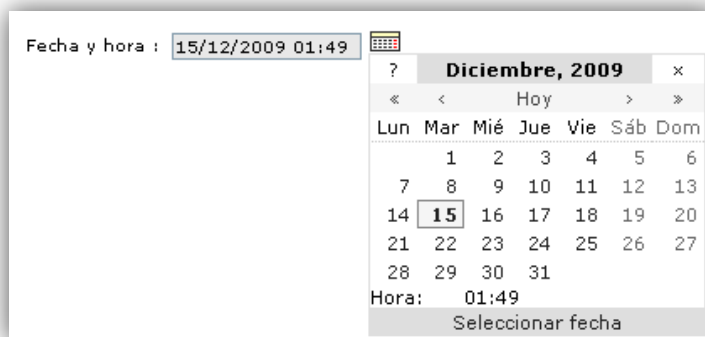 Fecha y hora : 15/12/2009 01:49
? Diciembre, 2009 ×
« ‹ Hoy › »
Lun Mar Mié Jue Vie Sáb Dom
1 2 3 4 5 6
7 8 9 10 11 12 13
14 15 16 17 18 19 20
21 22 23 24 25 26 27
28 29 30 31
Hora: 01:49
Seleccionar fecha